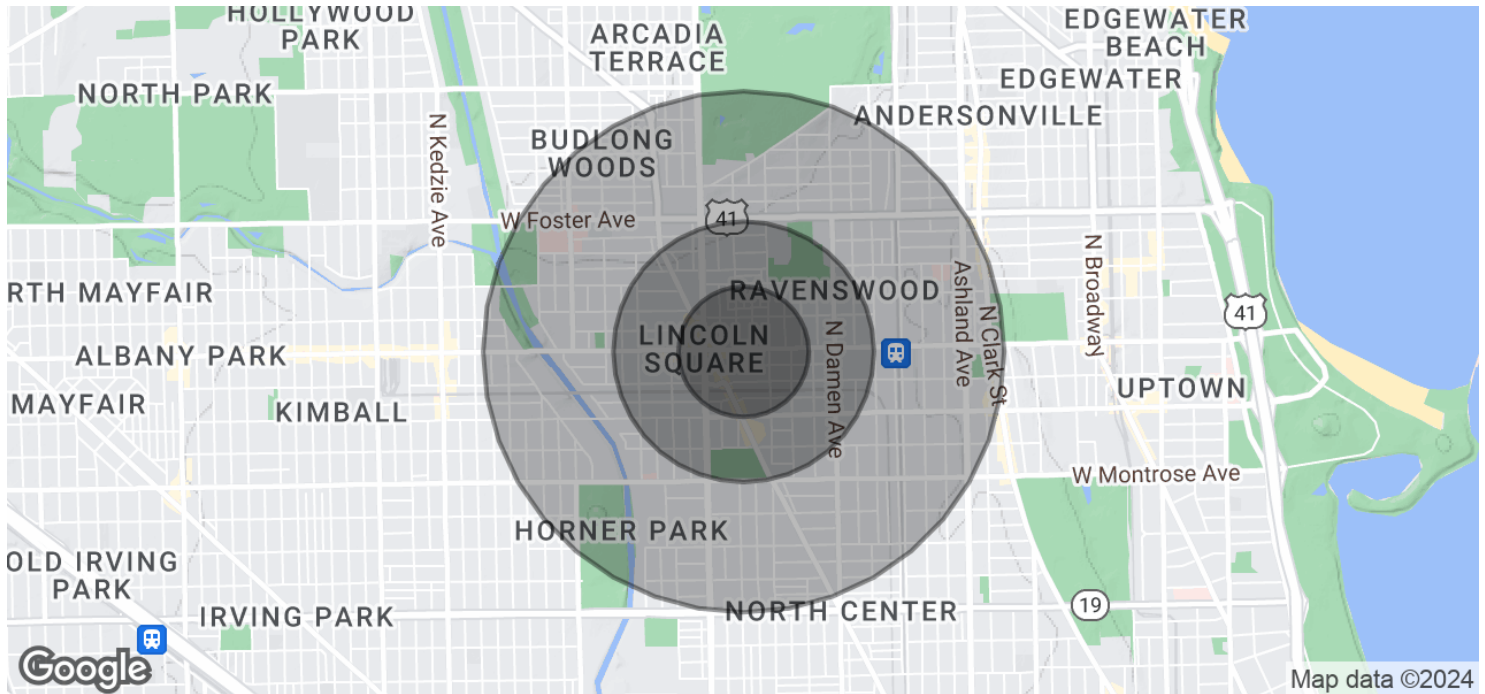 HOLLYWOOD
PARK
ARCADIA
TERRACE
EDGEWATER
BEACH
EDGEWATER
NORTH PARK
ANDERSONVILLE
BUDLONG
WOODS
N Kedzie Ave
W Foster Ave
41
N Broadway
RTH MAYFAIR
RAVENSWOOD
Ashland Ave
N Clark St
41
LINCOLN
SQUARE
N Damen Ave
ALBANY PARK
UPTOWN
MAYFAIR
KIMBALL
W Montrose Ave
HORNER PARK
OLD IRVING
PARK
IRVING PARK
NORTH CENTER
19
Google
Map data ©2024